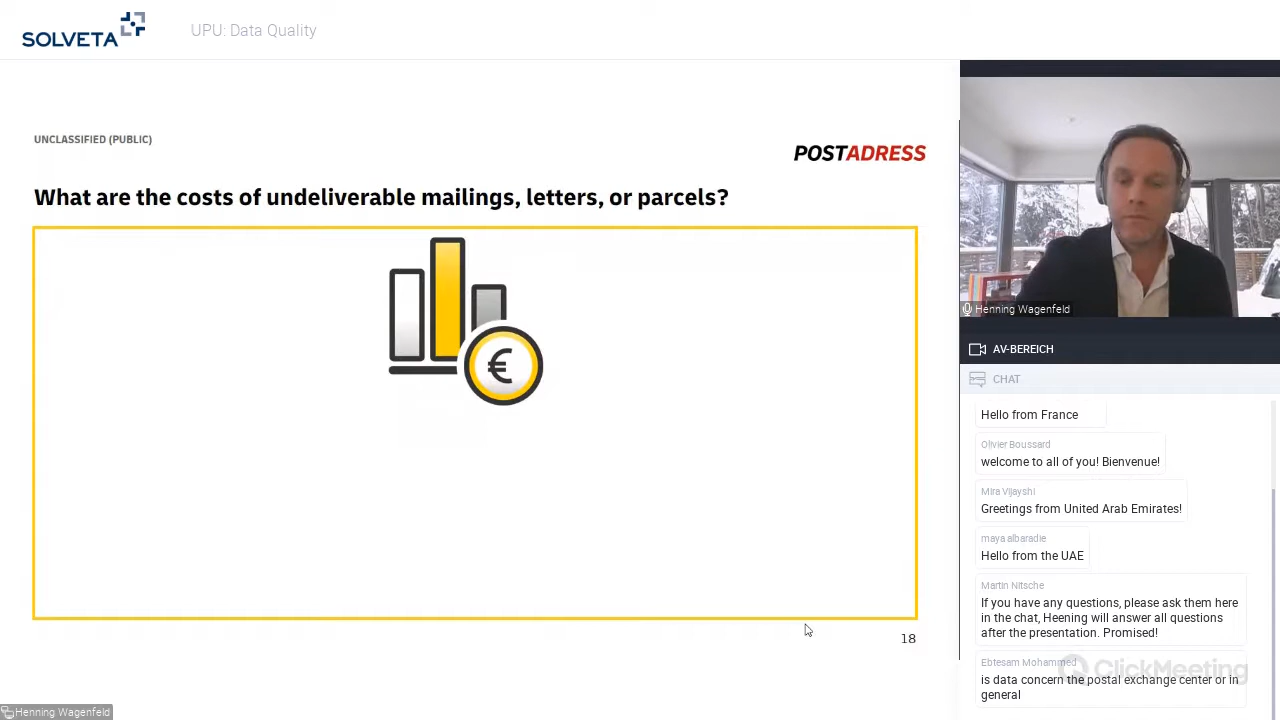 SOLVETA
UPU: Data Quality
UNCLASSIFIED (PUBLIC)
POSTADRESS
What are the costs of undeliverable mailings, letters, or parcels?
€
18
Henning Wagenfeld
Henning Wagenfeld
AV-BEREICH
CHAT
Hello from France
Olivier Boussard
welcome to all of you! Bienvenue!
Mira Vijayshi
Greetings from United Arab Emirates!
maya albaradie
Hello from the UAE
Martin Nitsche
If you have any questions, please ask them here
in the chat, Heening will answer all questions
after the presentation. Promised!
Ebtesam Mohammed
ClickMeeting
is data concern the postal exchange center or in
general